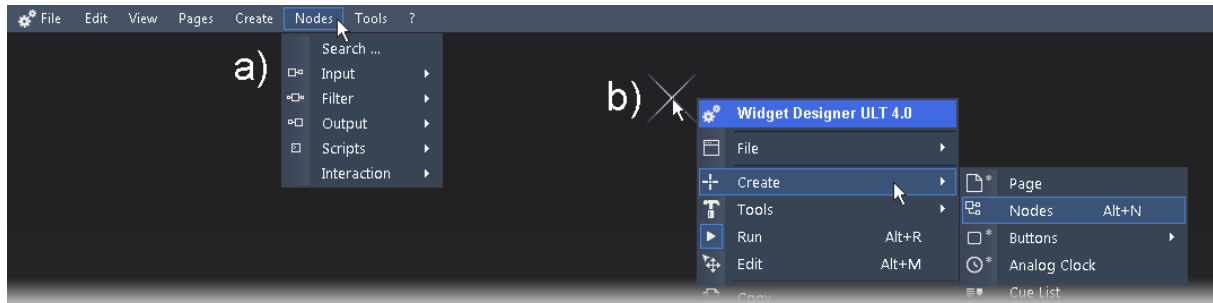 File Edit View Pages Create Nodes Tools ?
a)
Search ...
Input
Filter
Output
Scripts
Interaction
b)
Widget Designer ULT 4.0
File
Create
Tools
Run Alt+R
Edit Alt+M
Copy
Page
Nodes Alt+N
Buttons
Analog Clock
Cue List